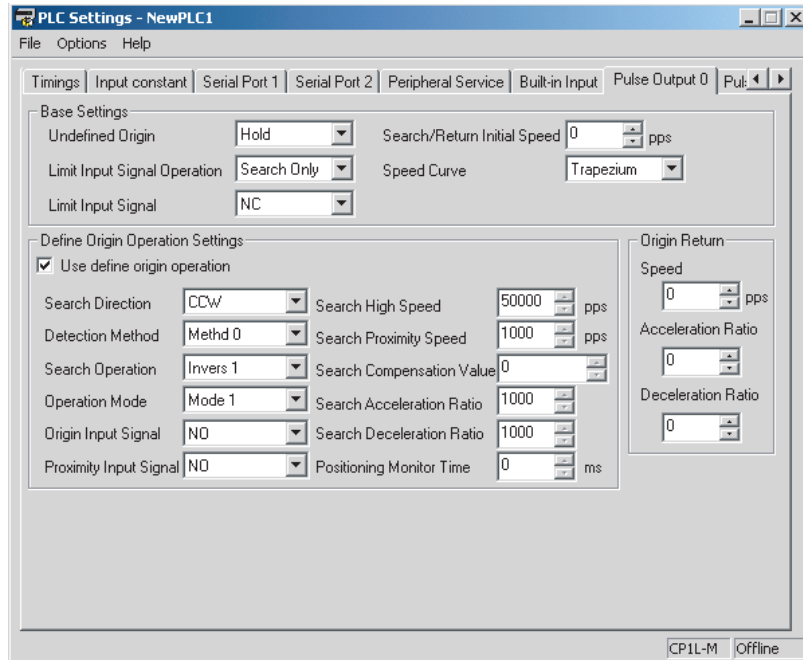 PLC Settings - NewPLC1
File Options Help
Timings Input constant Serial Port 1 Serial Port 2 Peripheral Service Built-in Input Pulse Output 0 Pul
Base Settings
Undefined Origin Hold Search/Return Initial Speed 0 pps
Limit Input Signal Operation Search Only Speed Curve Trapezium
Limit Input Signal NC
Define Origin Operation Settings Origin Return
Use define origin operation Speed
0 pps
Search Direction CCW Search High Speed 50000 pps
Detection Method Methd 0 Search Proximity Speed 1000 pps Acceleration Ratio
Search Operation Invers 1 Search Compensation Value 0 0
Operation Mode Mode 1 Search Acceleration Ratio 1000 Deceleration Ratio
Origin Input Signal NO Search Deceleration Ratio 1000 0
Proximity Input Signal NO Positioning Monitor Time 0 ms
CP1L-M Offline